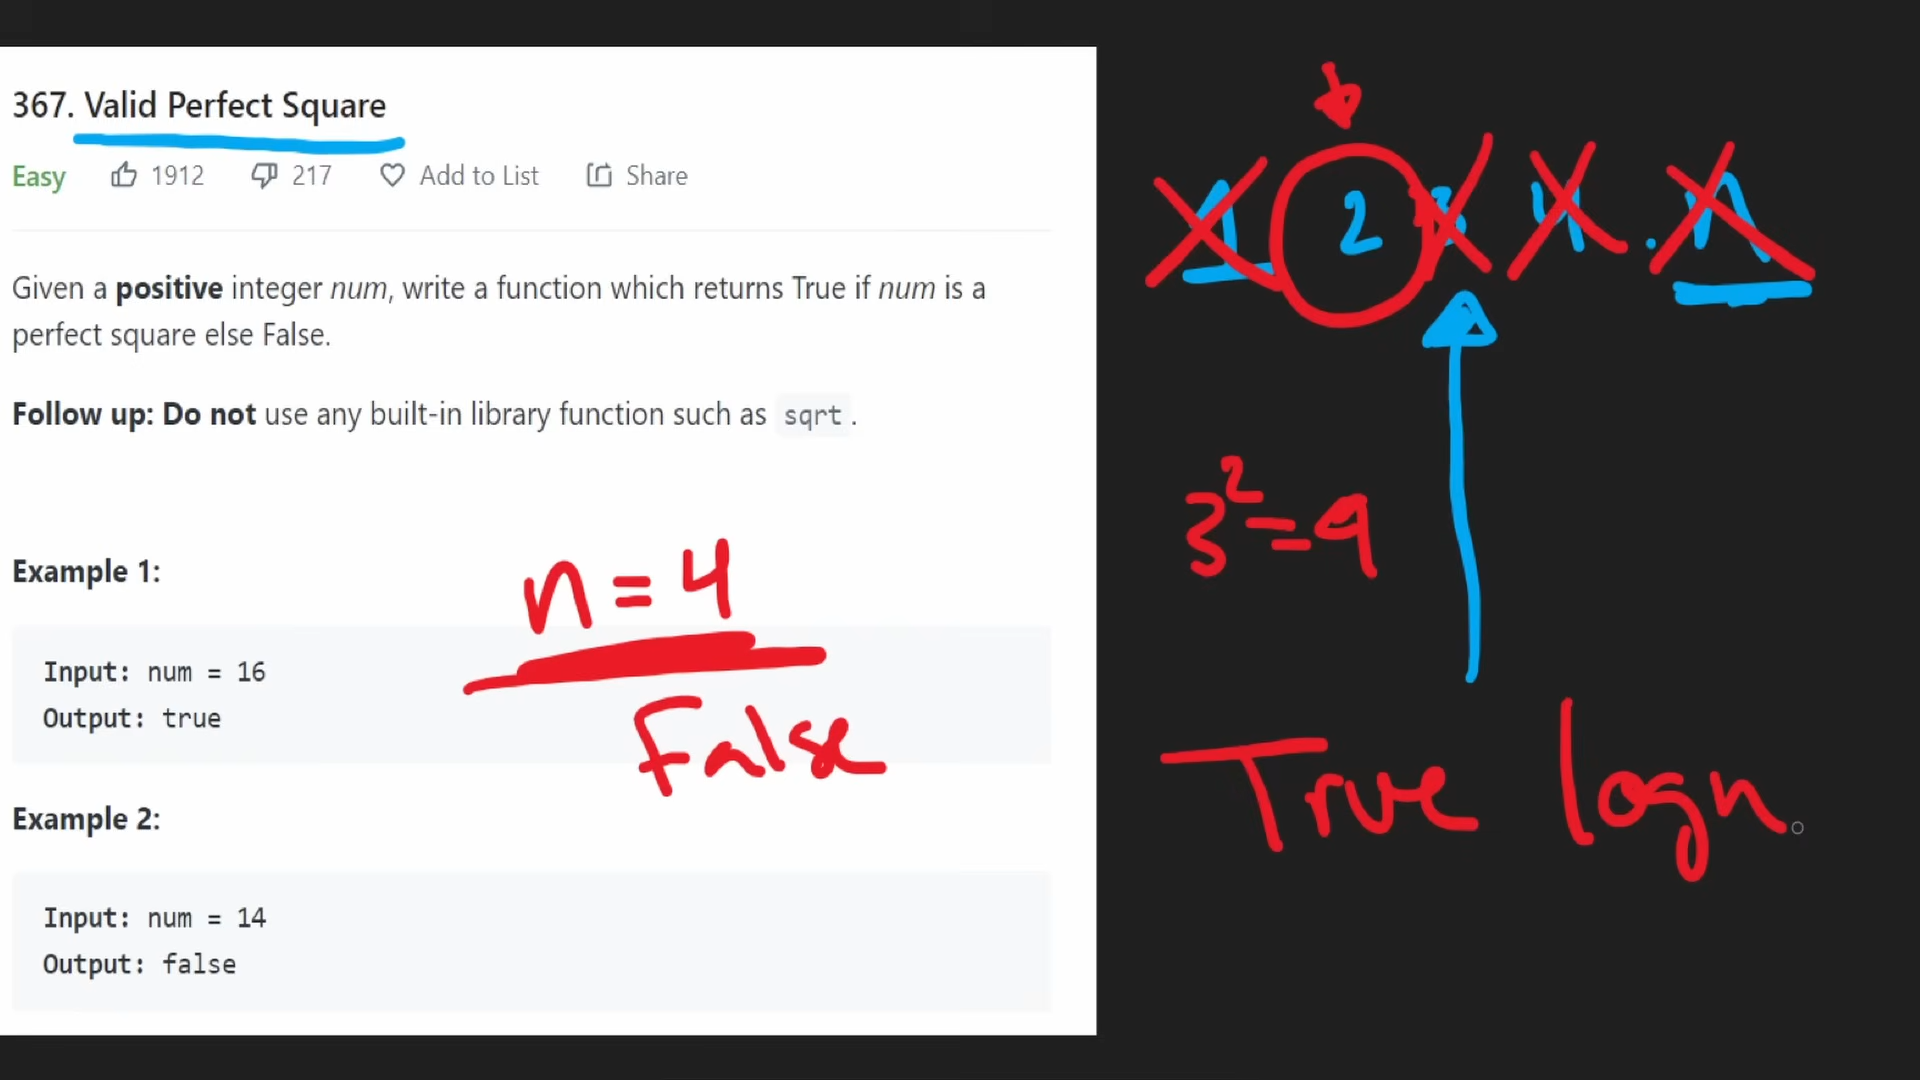 367. Valid Perfect Square
Easy 1912 217 Add to List Share
Given a positive integer num, write a function which returns True if num is a
perfect square else False.
Follow up: Do not use any built-in library function such as sqrt.
Example 1:
n = 4
Input: num = 16
Output: true
False
Example 2:
Input: num = 14
Output: false
1 2 3 4 . n
3²=9
True logn